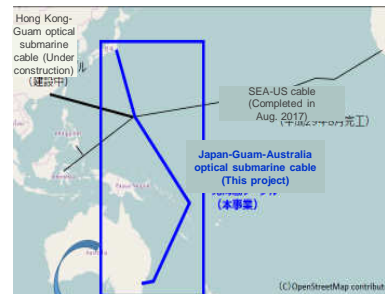 Hong Kong-
Guam optical
submarine
cable (Under
construction)
(建設中)
SEA-US cable
(Completed in
Aug. 2017)
Japan-Guam-Australia
optical submarine cable
(This project)
(本事業)
(C)OpenStreetMap contribut